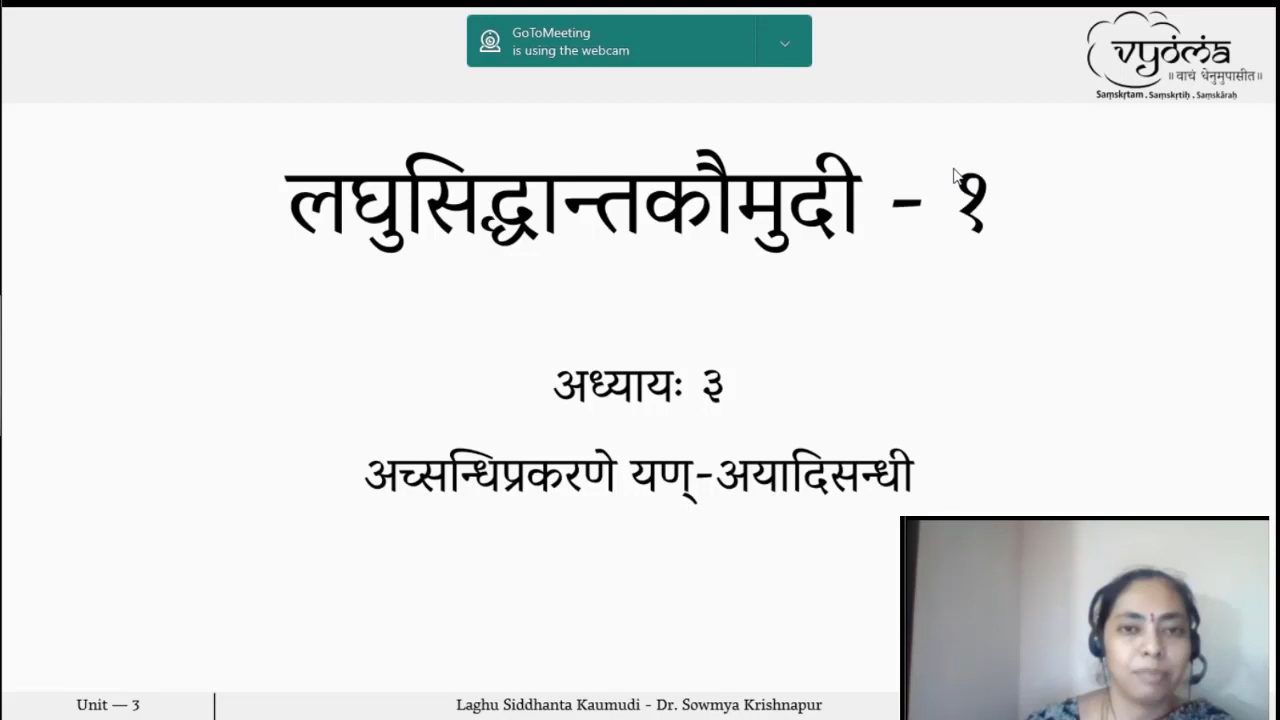 GoToMeeting
is using the webcam
vyoma
॥ वाचं धेनुमुपासीत॥
Saṃskṛtam . Saṃskṛtiḥ . Saṃskāraḥ
लघुसिद्धान्तकौमुदी - १
अध्यायः ३
अच्सन्धिप्रकरणे यण्-अयादिसन्धी
Unit — 3
Laghu Siddhanta Kaumudi - Dr. Sowmya Krishnapur